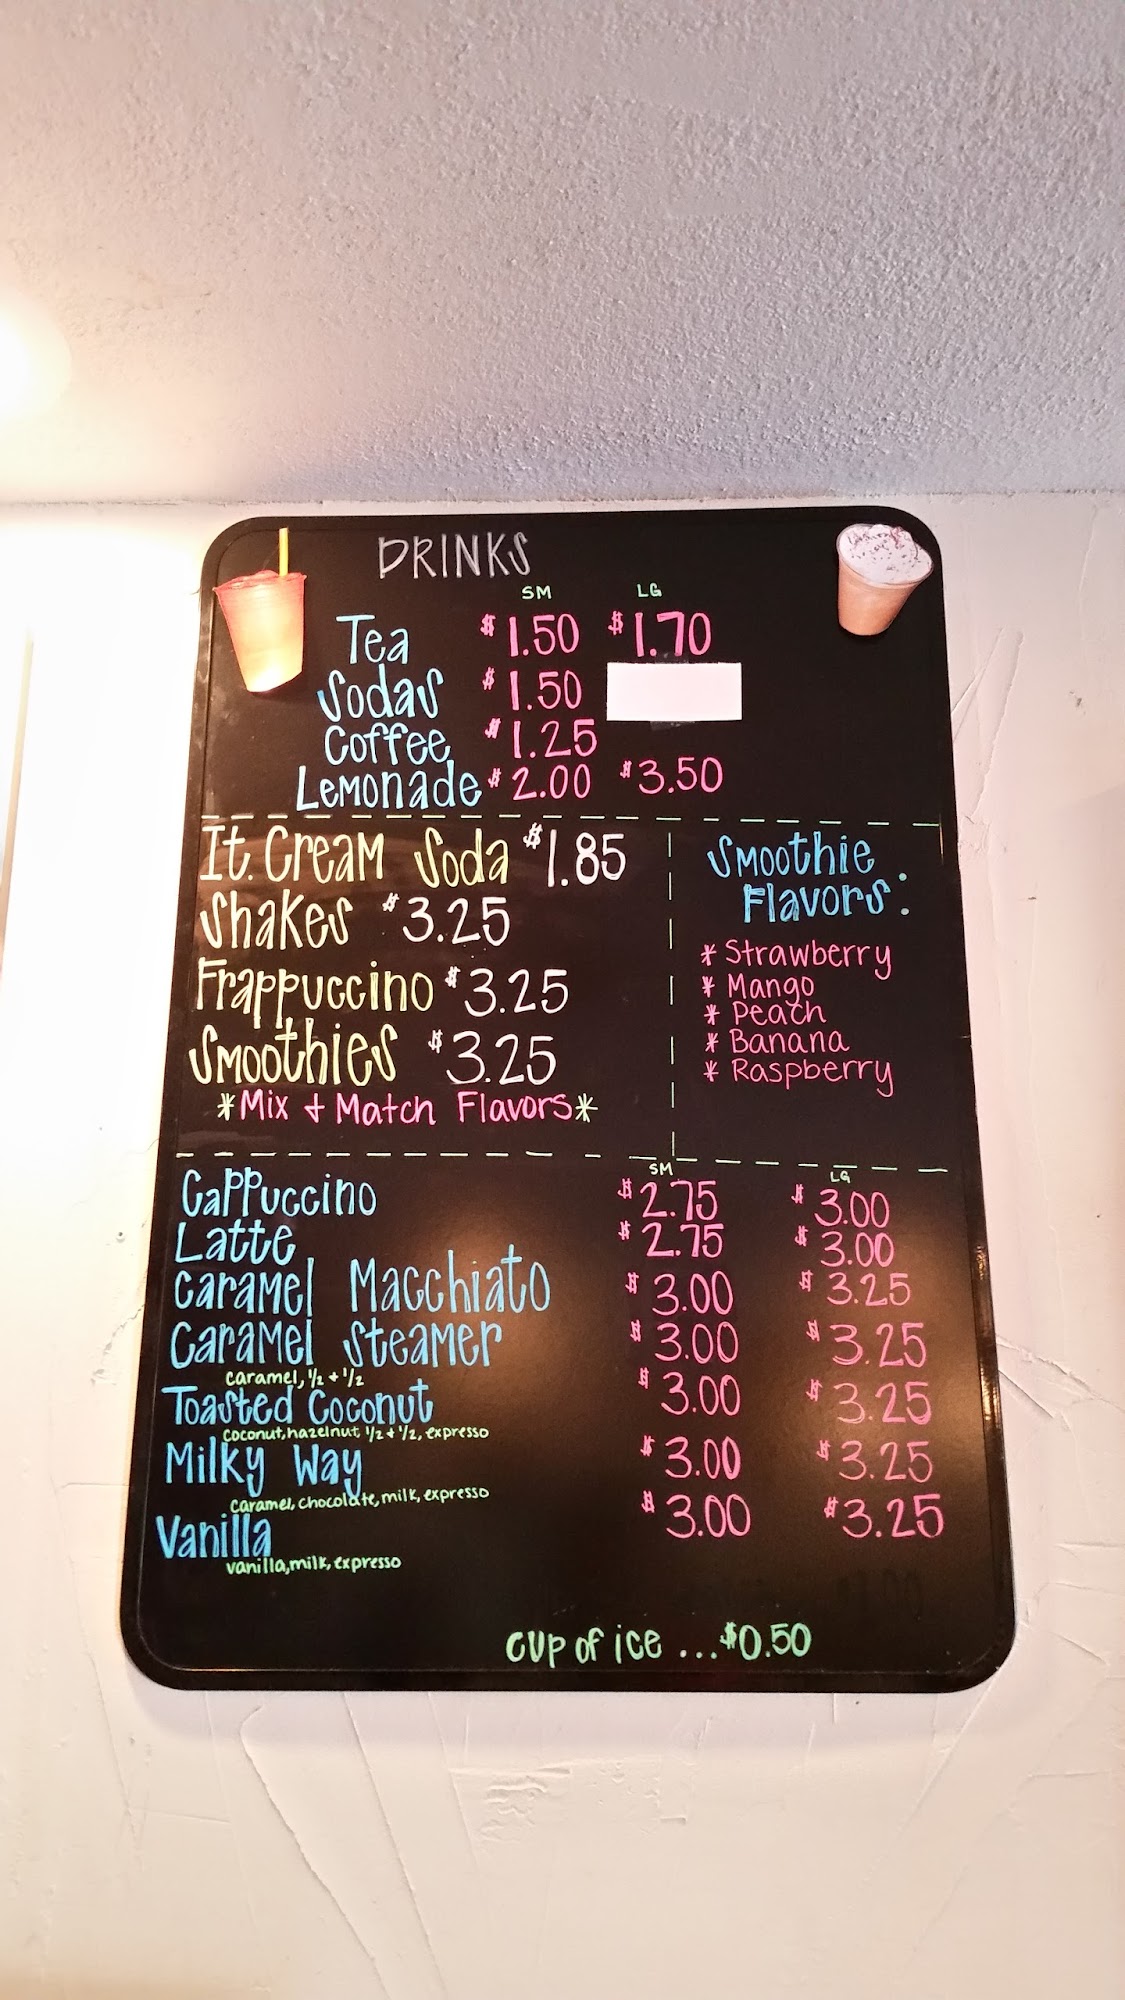 DRINKS
SM LG
Tea $1.50 $1.70
Sodas $1.50
Coffee $1.25
Lemonade $2.00 $3.50
It. Cream Soda $1.85
Shakes $3.25
Frappuccino $3.25
Smoothies $3.25
*Mix + Match Flavors*
Smoothie
Flavors:
* Strawberry
* Mango
* Peach
* Banana
* Raspberry
SM LG
Cappuccino $2.75 $3.00
Latte $2.75 $3.00
Caramel Macchiato $3.00 $3.25
Caramel Steamer $3.00 $3.25
caramel, ½ + ½
Toasted Coconut $3.00 $3.25
coconut, hazelnut, ½ + ½, expresso
Milky Way $3.00 $3.25
caramel, chocolate, milk, expresso
Vanilla $3.00 $3.25
vanilla, milk, expresso
cup of ice ...$0.50